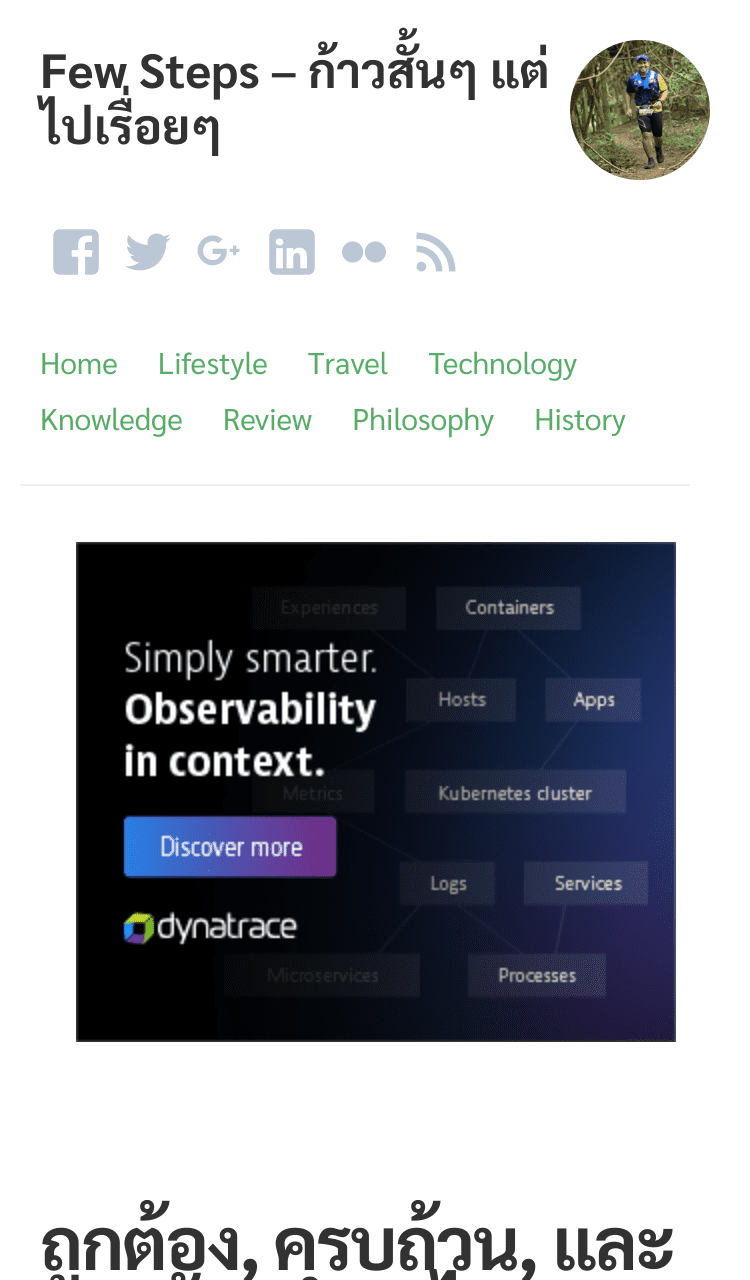 Few Steps – ก้าวสั้นๆ แต่
ไปเรื่อยๆ
Home Lifestyle Travel Technology
Knowledge Review Philosophy History
Experiences Containers
Simply smarter.
Observability
in context.
Hosts Apps
Metrics Kubernetes cluster
Discover more
Logs Services
dynatrace
Microservices Processes
ถูกต้อง, ครบถ้วน, และ